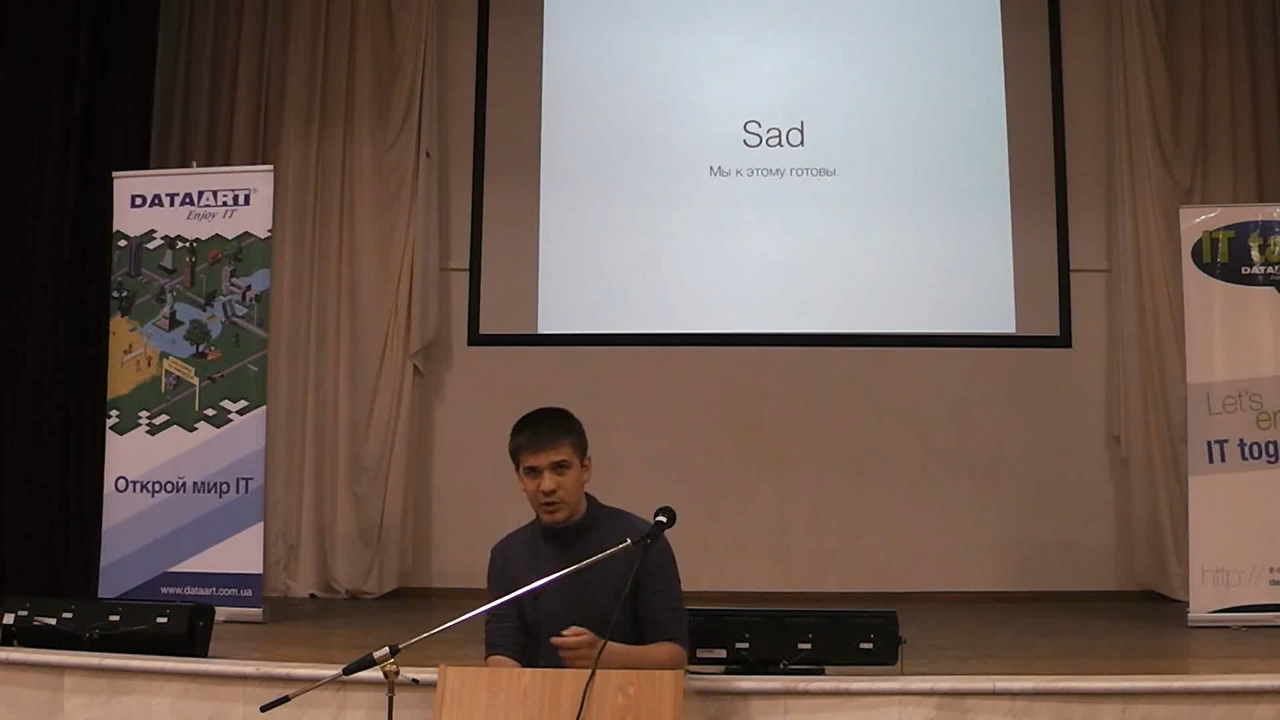 Sad
Мы к этому готовы.
DATAART®
Enjoy IT
Открой мир IT
www.dataart.com.ua
IT
DATA
Let's
IT tog
http://